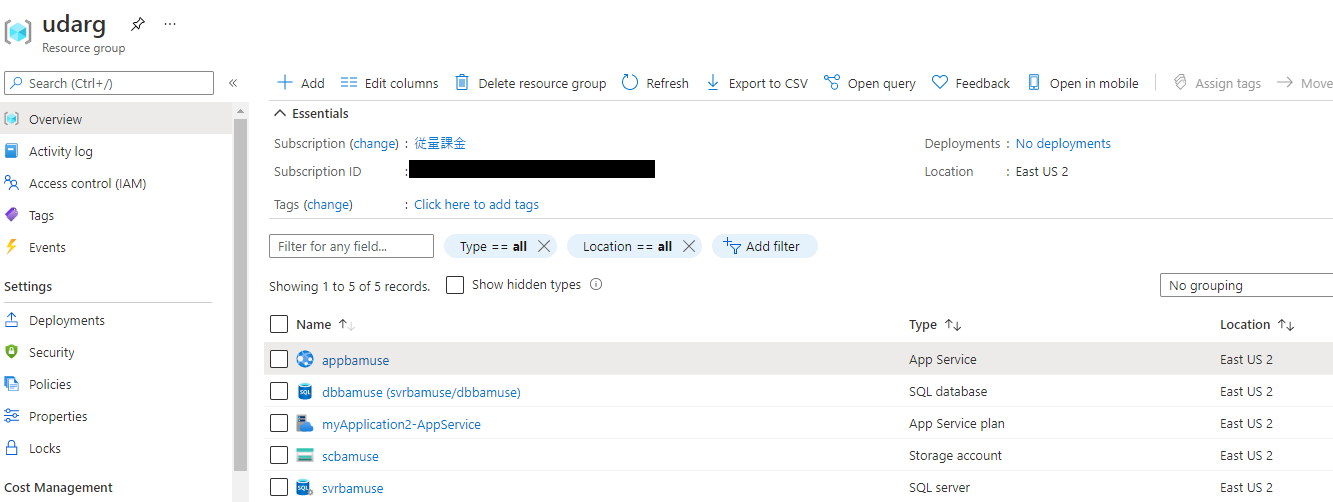 udarg ...
Resource group
Search (Ctrl+/) «
Overview
Activity log
Access control (IAM)
Tags
Events
Settings
Deployments
Security
Policies
Properties
Locks
Cost Management
Add Edit columns Delete resource group Refresh Export to CSV Open query Feedback Open in mobile Assign tags Move
Essentials
Subscription (change) : 従量課金 Deployments : No deployments
Subscription ID : Location : East US 2
Tags (change) : Click here to add tags
Filter for any field... Type == all Location == all Add filter
Showing 1 to 5 of 5 records. Show hidden types No grouping
Name Type Location
appbamuse App Service East US 2
dbbamuse (svrbamuse/dbbamuse) SQL database East US 2
myApplication2-AppService App Service plan East US 2
scbamuse Storage account East US 2
svrbamuse SQL server East US 2